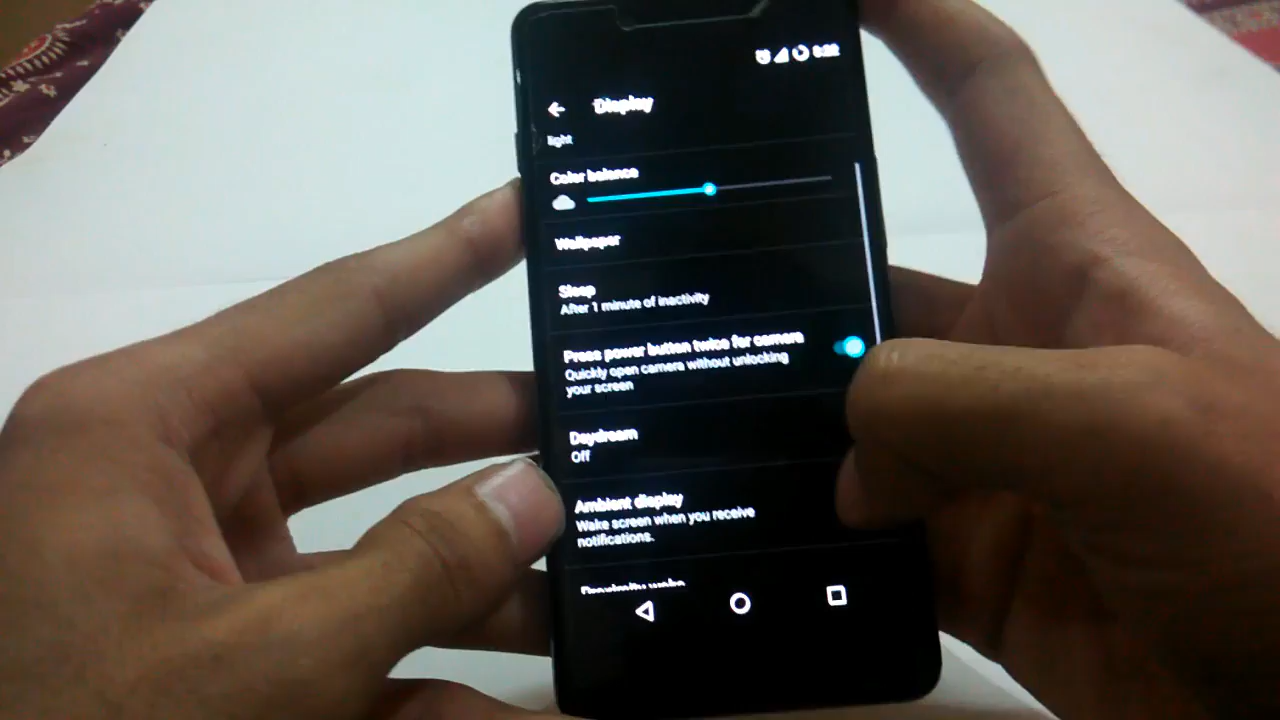 Display
light
Color balance
Wallpaper
Sleep
After 1 minute of inactivity
Press power button twice for camera
Quickly open camera without unlocking
your screen
Daydream
Off
Ambient display
Wake screen when you receive
notifications.